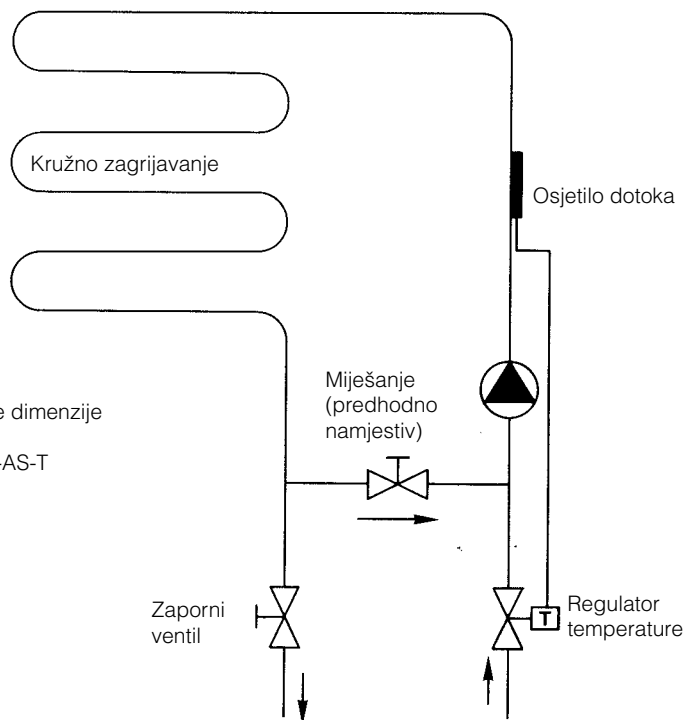 Kružno zagrijavanje
Osjetilo dotoka
Miješanje
(predhodno
namjestiv)
e dimenzije
-AS-T
Zaporni
ventil
T
Regulator
temperature